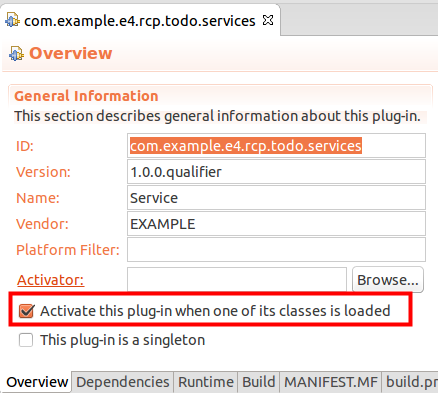 com.example.e4.rcp.todo.services
Overview
General Information
This section describes general information about this plug-in.
ID: com.example.e4.rcp.todo.services
Version: 1.0.0.qualifier
Name: Service
Vendor: EXAMPLE
Platform Filter:
Activator: Browse...
Activate this plug-in when one of its classes is loaded
This plug-in is a singleton
Overview Dependencies Runtime Build MANIFEST.MF build.pr